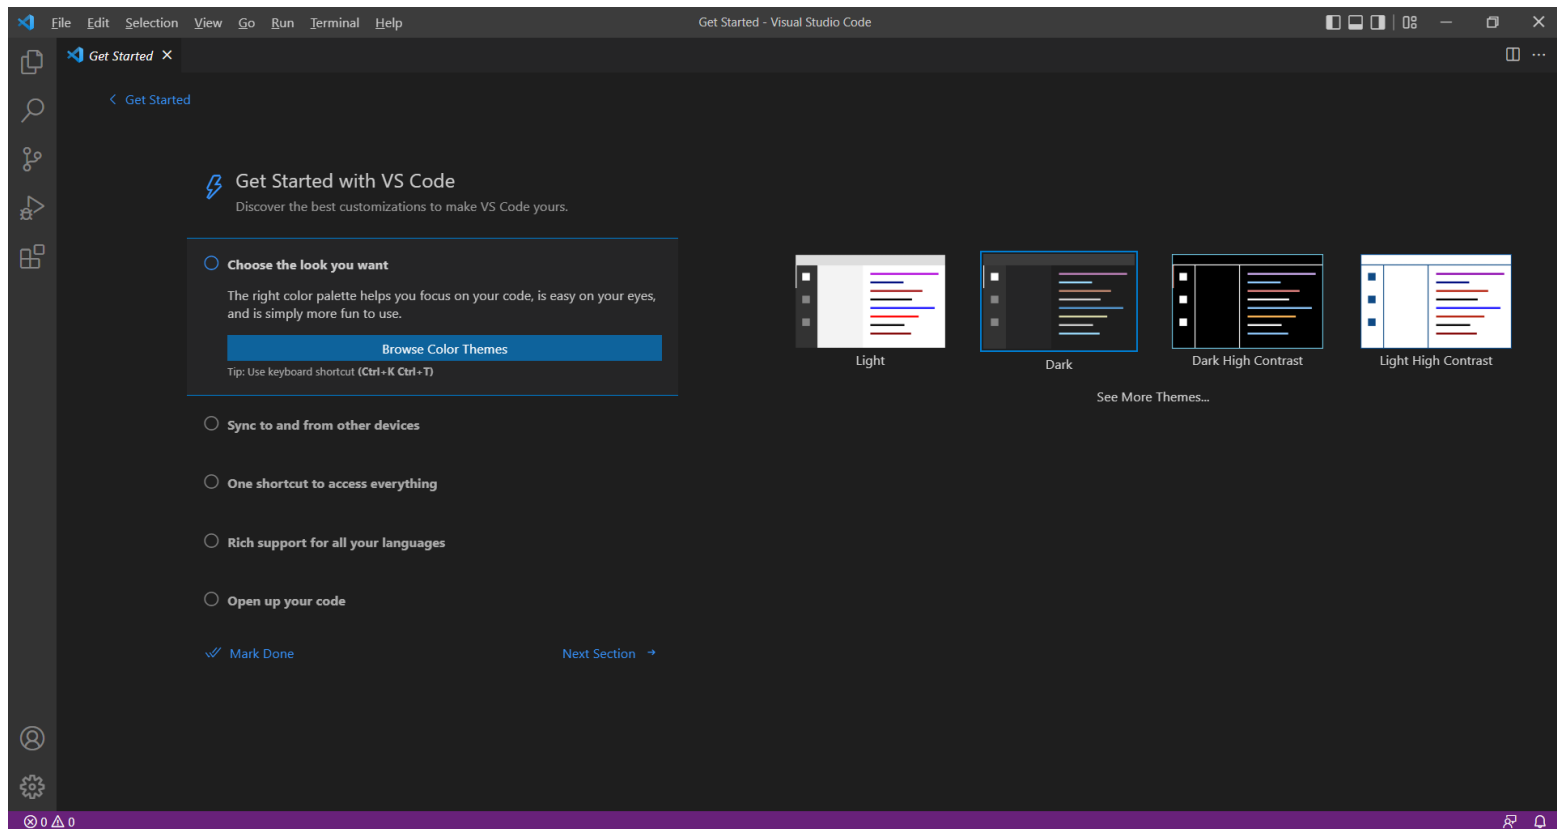 File Edit Selection View Go Run Terminal Help
Get Started - Visual Studio Code
Get Started
Get Started
Get Started with VS Code
Discover the best customizations to make VS Code yours.
Choose the look you want
The right color palette helps you focus on your code, is easy on your eyes,
and is simply more fun to use.
Browse Color Themes
Tip: Use keyboard shortcut (Ctrl+K Ctrl+T)
Sync to and from other devices
One shortcut to access everything
Rich support for all your languages
Open up your code
Mark Done
Next Section
Light
Dark
Dark High Contrast
Light High Contrast
See More Themes...
0 0